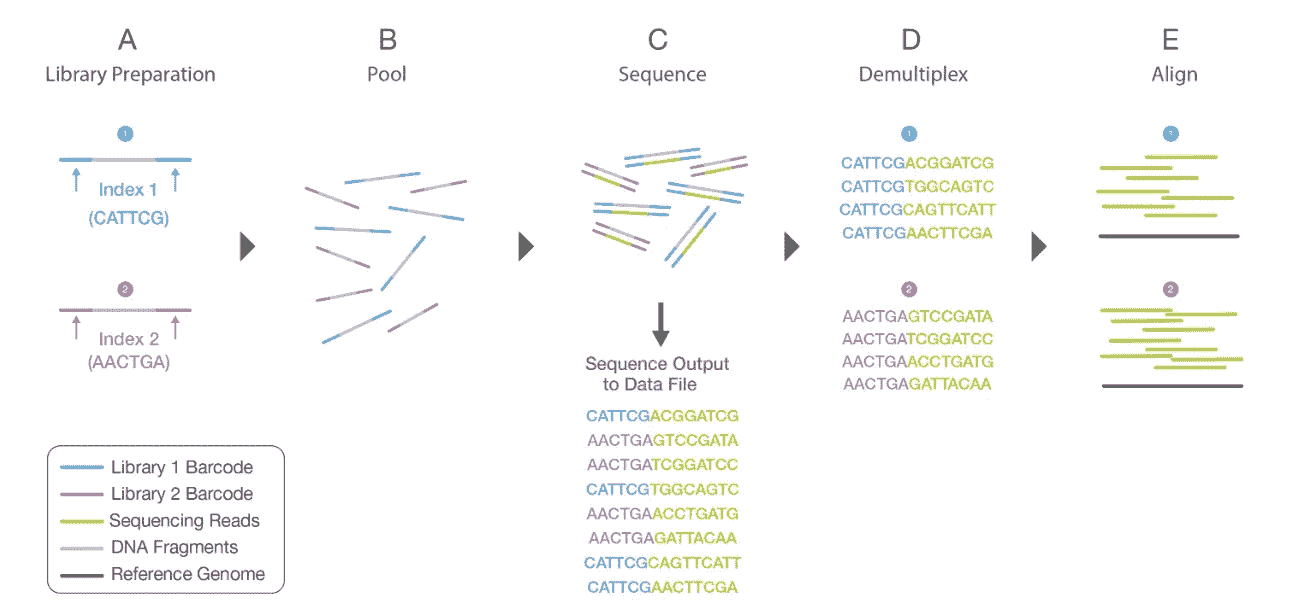 A
Library Preparation
1
Index 1
(CATTCG)
2
Index 2
(AACTGA)
B
Pool
C
Sequence
Sequence Output
to Data File
CATTCGACGGATCG
AACTGAGTCCGATA
AACTGATCGGATCC
CATTCGTGGCAGTC
AACTGAACCTGATG
AACTGAGATTACAA
CATTCGCAGTTCATT
CATTCGAACTTCGA
D
Demultiplex
1
CATTCGACGGATCG
CATTCGTGGCAGTC
CATTCGCAGTTCATT
CATTCGAACTTCGA
2
AACTGAGTCCGATA
AACTGATCGGATCC
AACTGAACCTGATG
AACTGAGATTACAA
E
Align
1
2
Library 1 Barcode
Library 2 Barcode
Sequencing Reads
DNA Fragments
Reference Genome